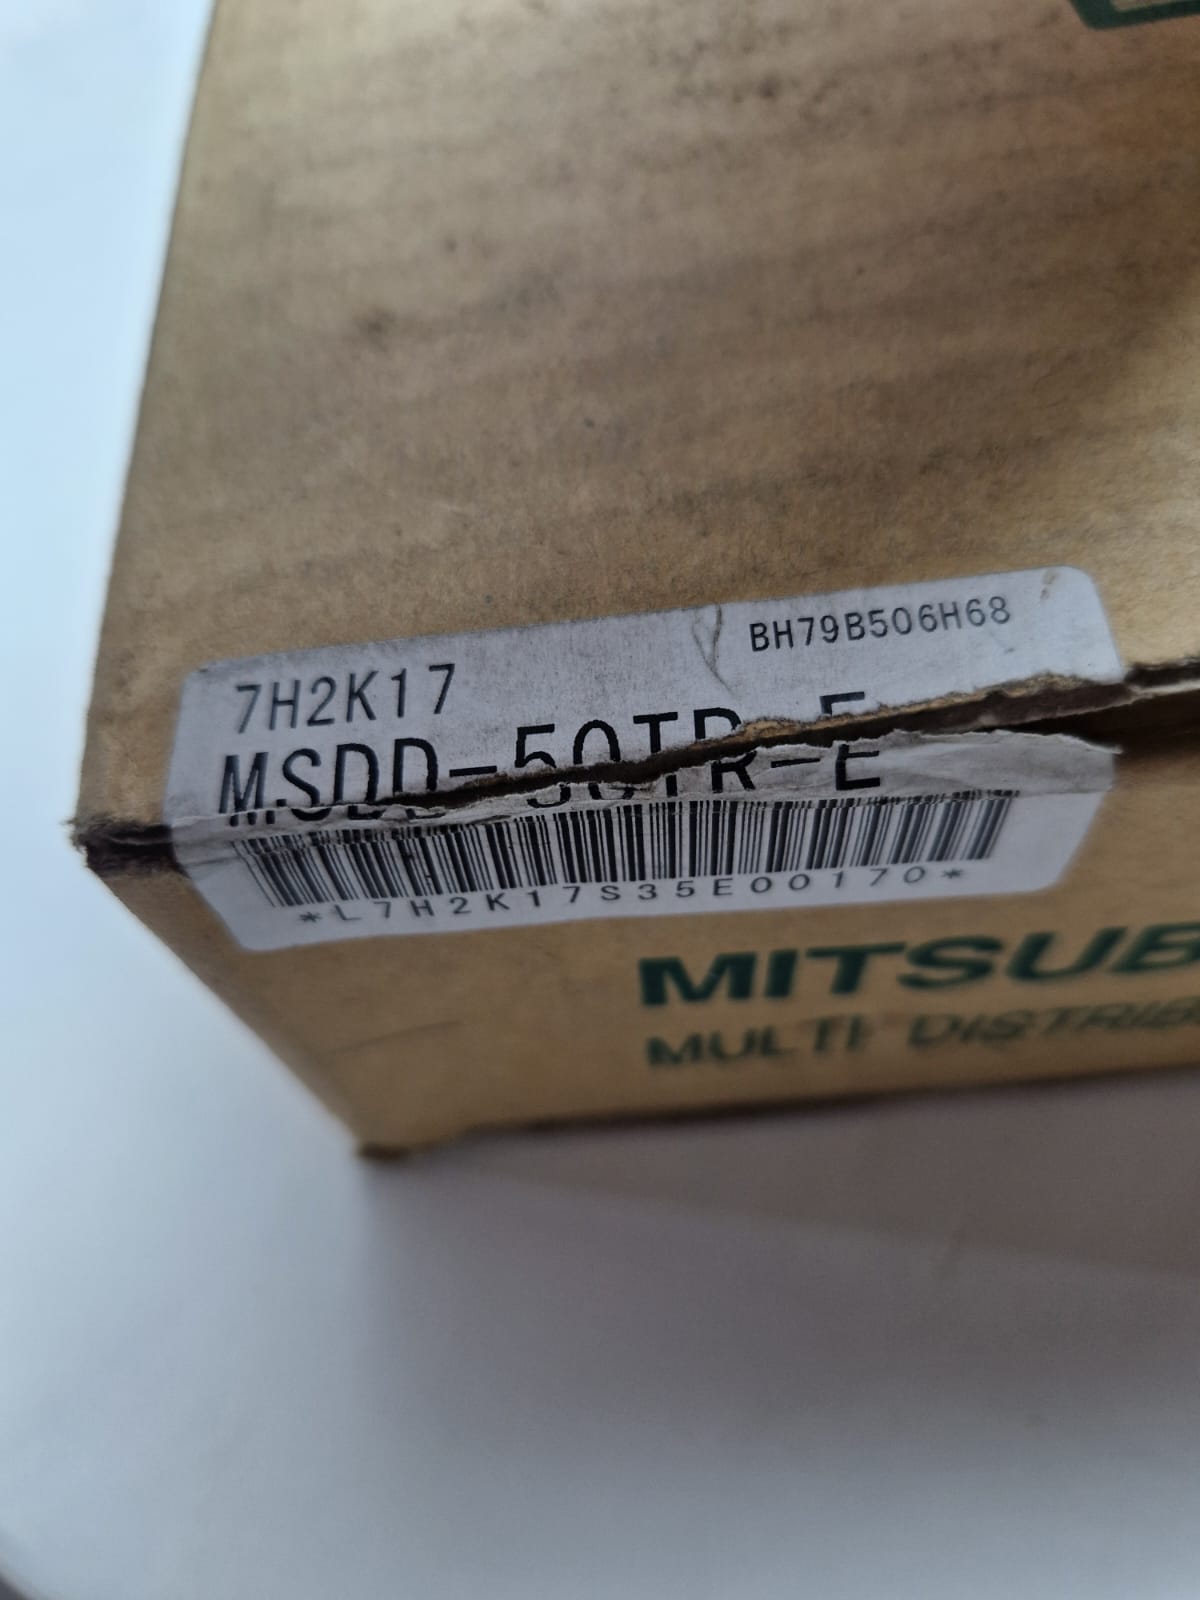 BH79B506H68
7H2K17
MSDD-50TR-E
*L7H2K17S35E00170*
MITSUB
MULTI DISTRIB